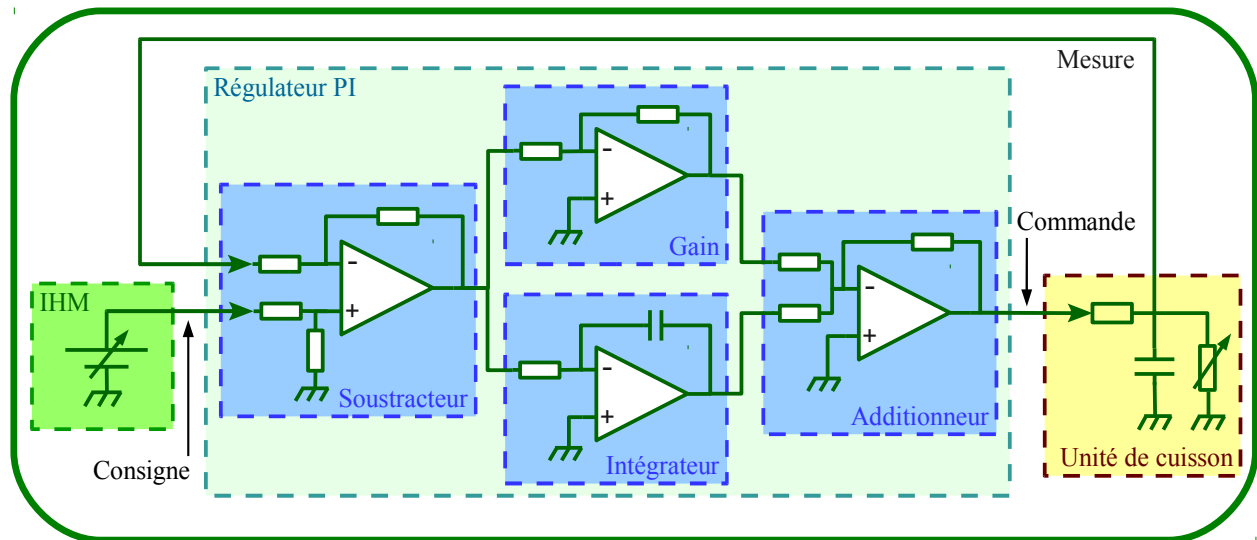 Mesure
Régulateur PI
-
+
Gain
Commande
-
+
-
+
IHM
-
+
Soustracteur
Additionneur
Unité de cuisson
Intégrateur
Consigne